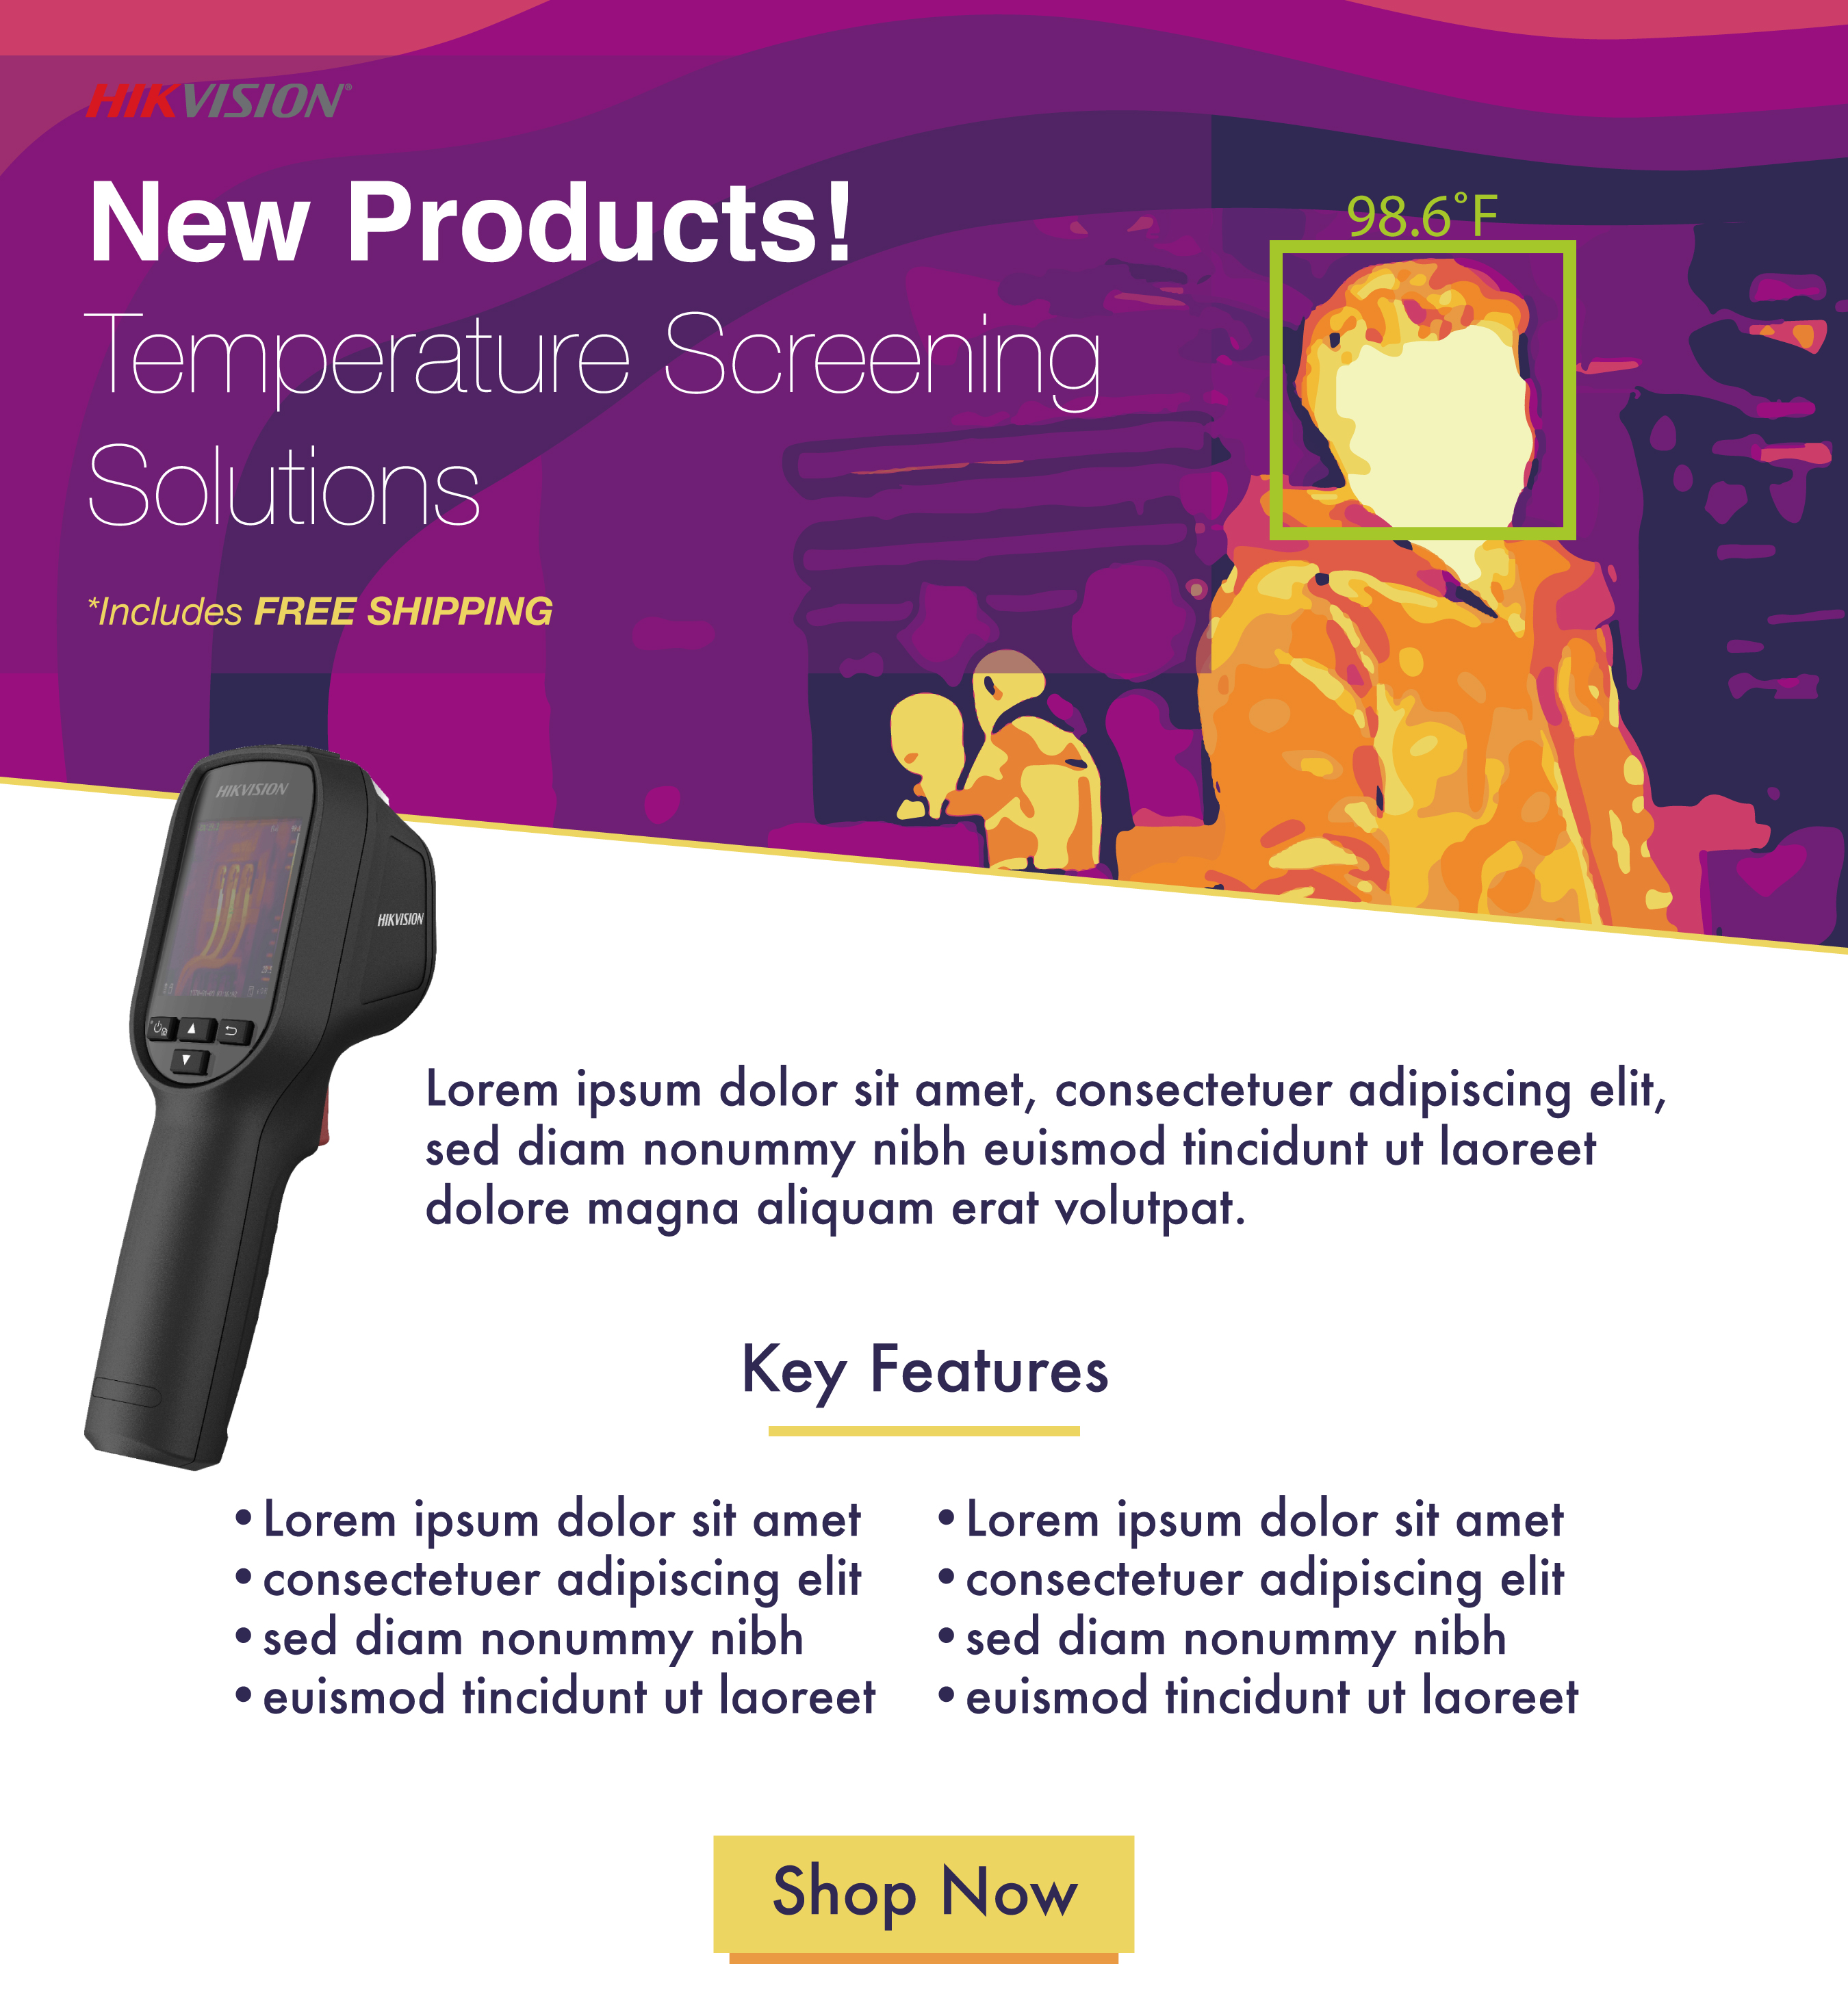 HIKVISION®
New Products!
Temperature Screening
Solutions
*Includes FREE SHIPPING
98.6°F
HIKVISION
HIKVISION
Lorem ipsum dolor sit amet, consectetuer adipiscing elit,
sed diam nonummy nibh euismod tincidunt ut laoreet
dolore magna aliquam erat volutpat.
Key Features
•Lorem ipsum dolor sit amet
•consectetuer adipiscing elit
•sed diam nonummy nibh
•euismod tincidunt ut laoreet
•Lorem ipsum dolor sit amet
•consectetuer adipiscing elit
•sed diam nonummy nibh
•euismod tincidunt ut laoreet
Shop Now